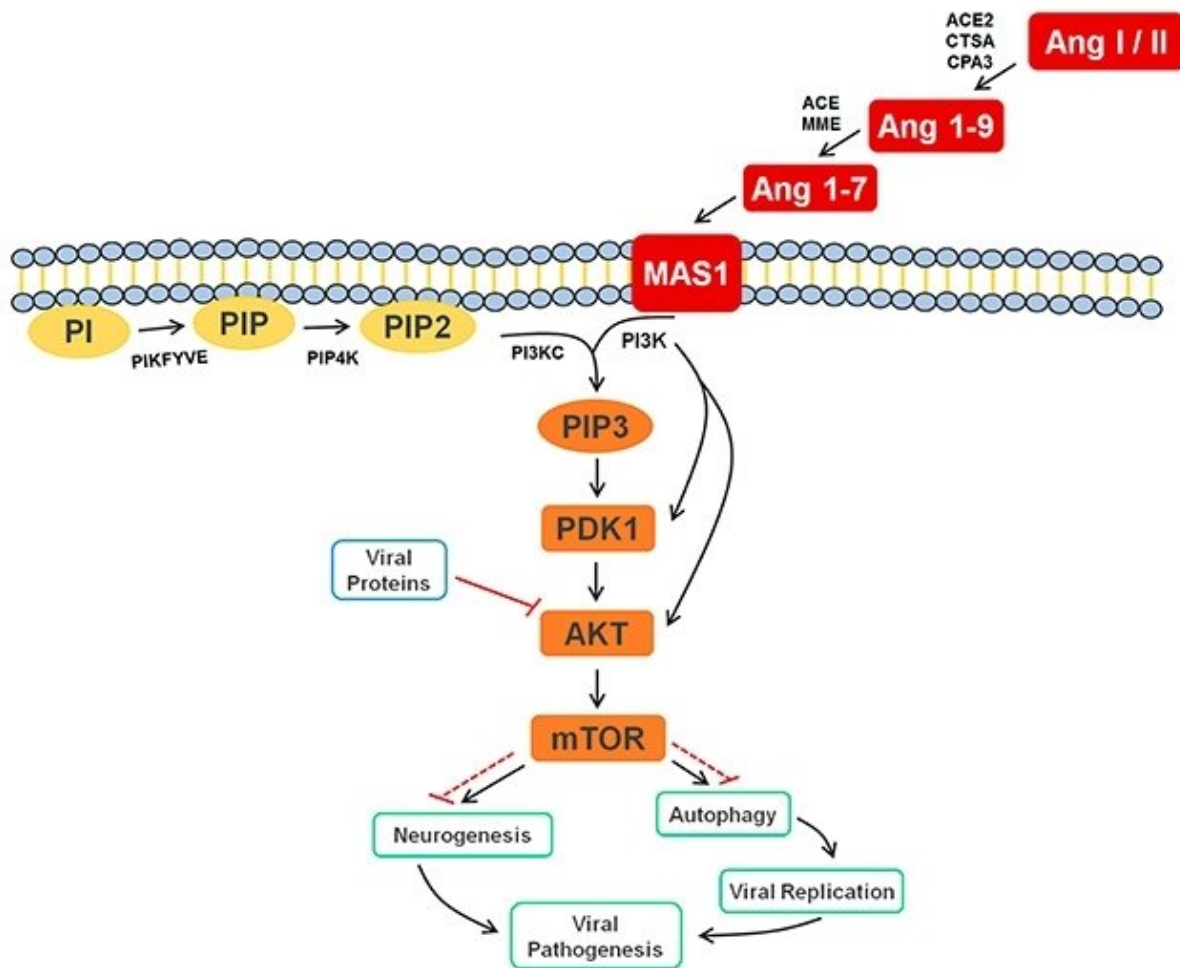 ACE2
CTSA
CPA3
Ang I / II
ACE
MME
Ang 1-9
Ang 1-7
MAS1
PI
PIKFYVE
PIP
PIP4K
PIP2
PI3KC
PI3K
PIP3
PDK1
Viral
Proteins
AKT
mTOR
Neurogenesis
Autophagy
Viral Replication
Viral
Pathogenesis